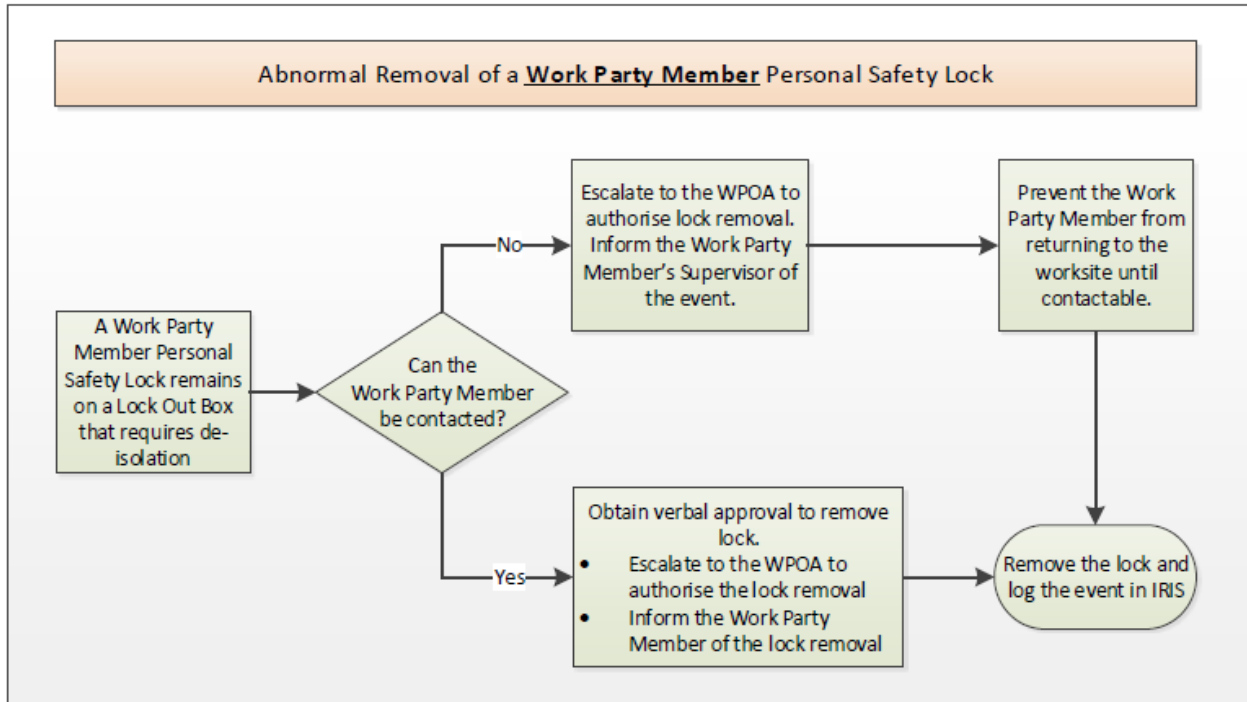 Abnormal Removal of a Work Party Member Personal Safety Lock
A Work Party
Member Personal
Safety Lock remains
on a Lock Out Box
that requires de-
isolation
Can the
Work Party Member
be contacted?
No
Escalate to the WPOA to
authorise lock removal.
Inform the Work Party
Member's Supervisor of
the event.
Prevent the Work
Party Member from
returning to the
worksite until
contactable.
Yes
Obtain verbal approval to remove
lock.
• Escalate to the WPOA to
authorise the lock removal
• Inform the Work Party
Member of the lock removal
Remove the lock and
log the event in IRIS